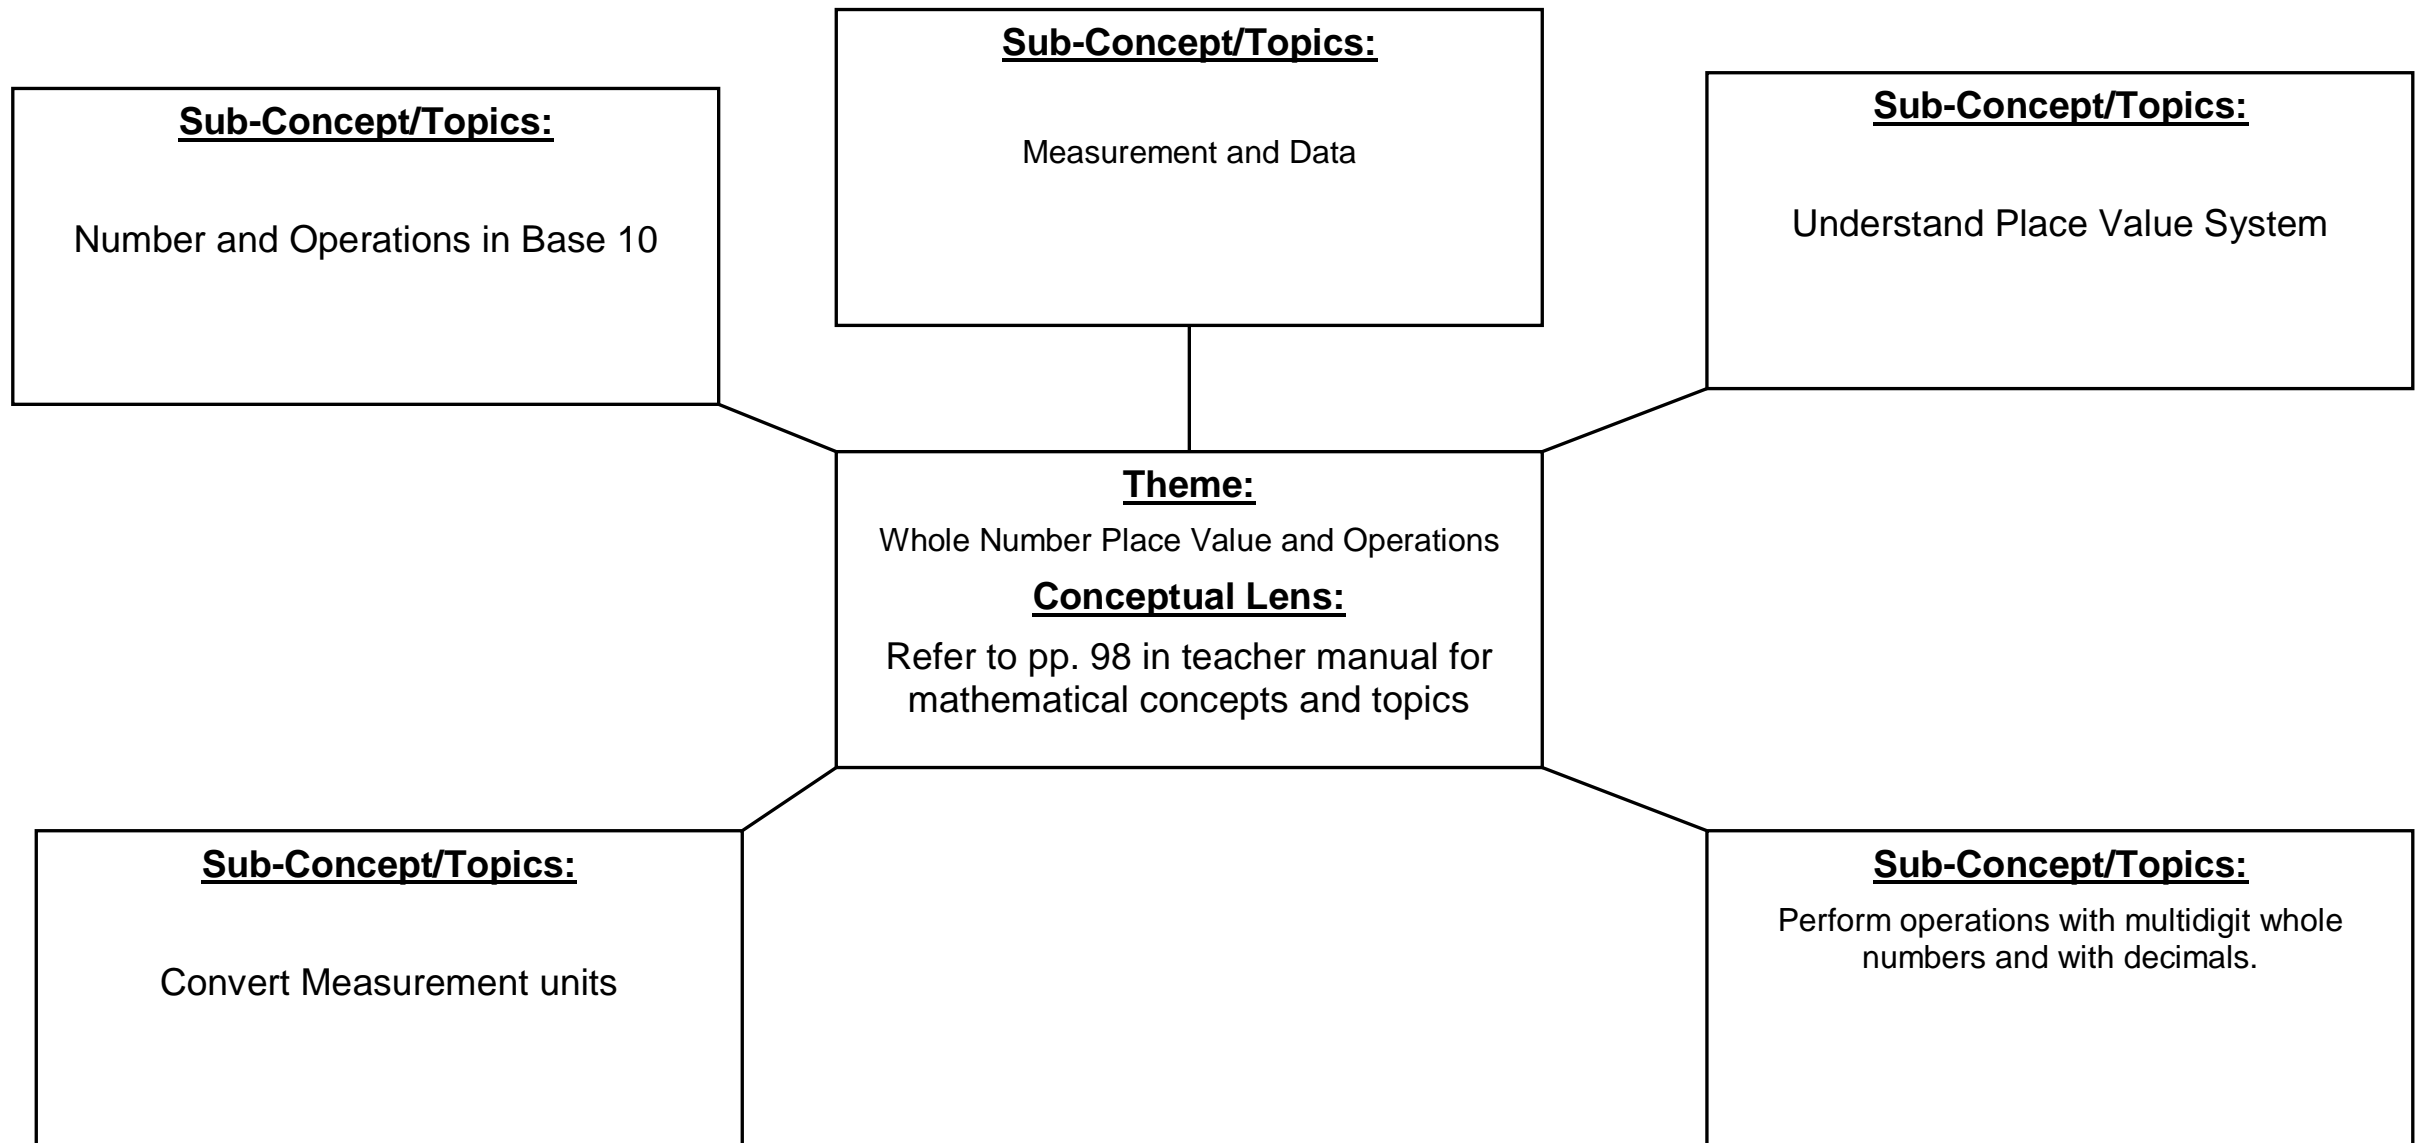 Sub-Concept/Topics:
Number and Operations in Base 10
Sub-Concept/Topics:
Measurement and Data
Sub-Concept/Topics:
Understand Place Value System
Theme:
Whole Number Place Value and Operations
Conceptual Lens:
Refer to pp. 98 in teacher manual for
mathematical concepts and topics
Sub-Concept/Topics:
Convert Measurement units
Sub-Concept/Topics:
Perform operations with multidigit whole
numbers and with decimals.